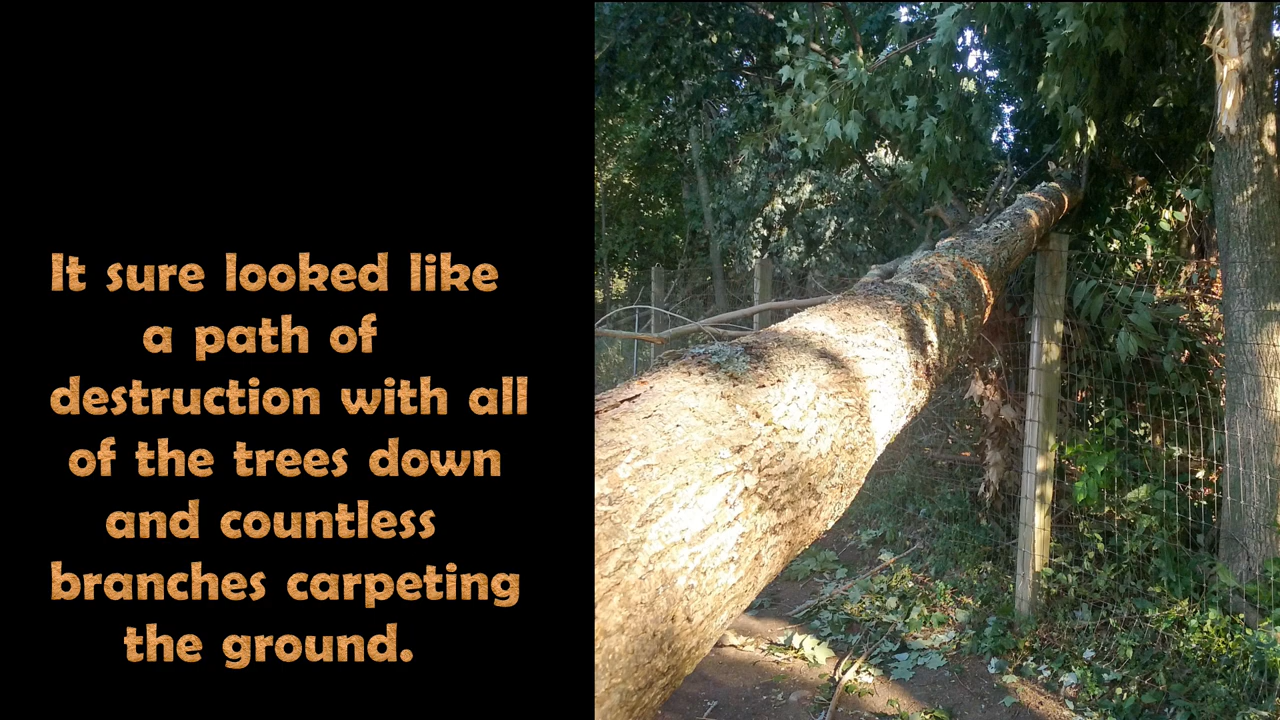 It sure looked like
a path of
destruction with all
of the trees down
and countless
branches carpeting
the ground.